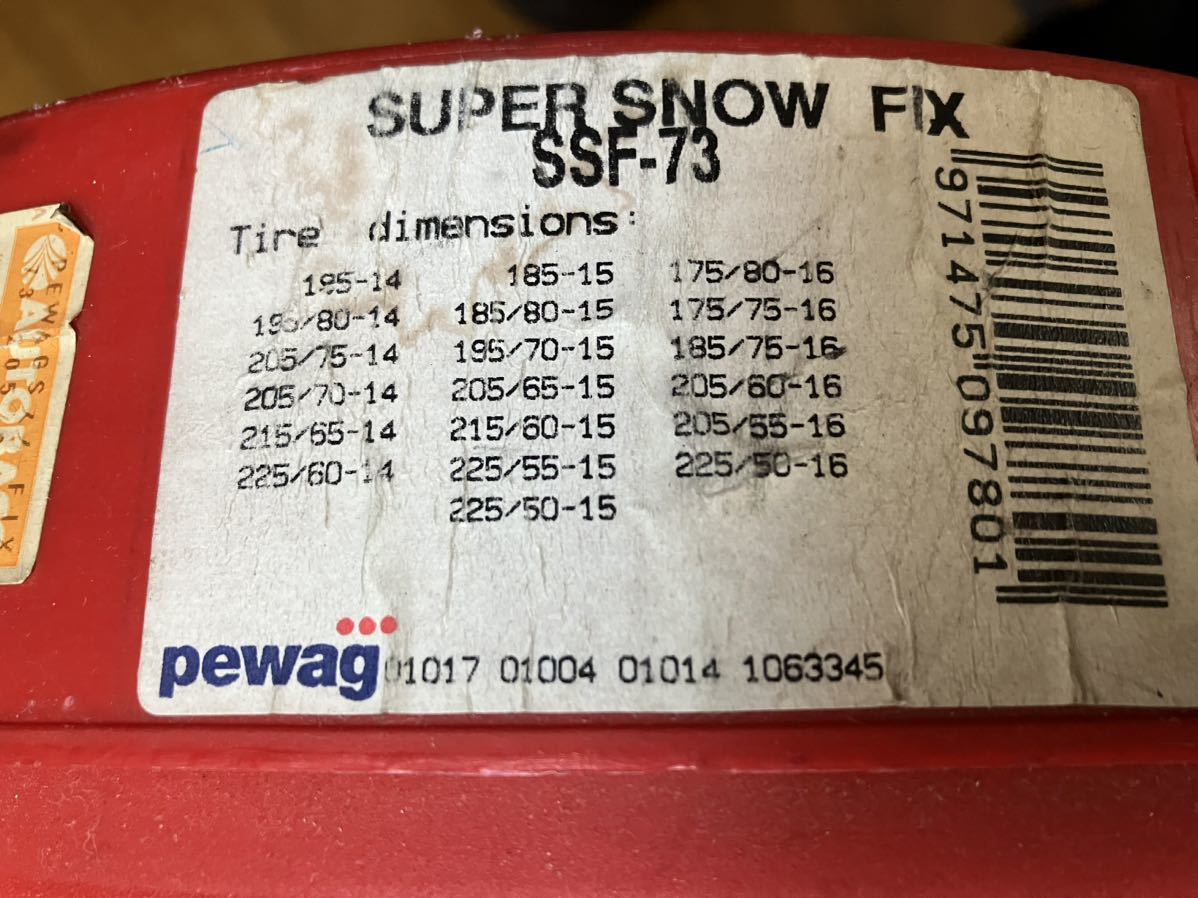 SUPER SNOW FIX
SSF-73
Tire dimensions:
195-14 185-15 175/80-16
195/80-14 185/80-15 175/75-16
205/75-14 195/70-15 185/75-16
205/70-14 205/65-15 205/60-16
215/65-14 215/60-15 205/55-16
225/60-14 225/55-15 225/50-16
225/50-15
pewag 01017 01004 01014 1063345
971475097801
AUTOBACS